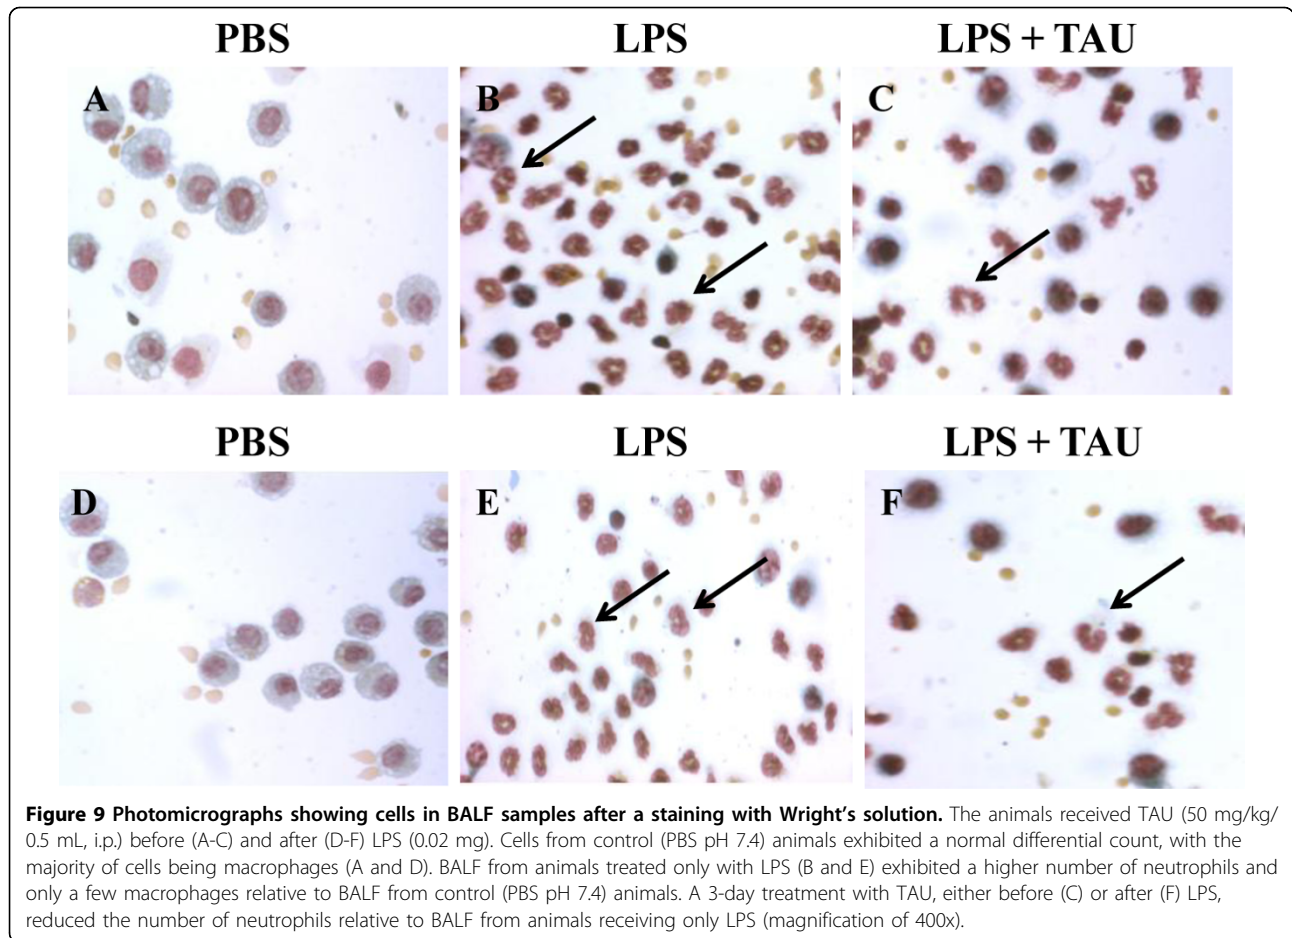 PBS LPS LPS + TAU
A B C
PBS LPS LPS + TAU
D E F
Figure 9 Photomicrographs showing cells in BALF samples after a staining with Wright's solution. The animals received TAU (50 mg/kg/
0.5 mL, i.p.) before (A-C) and after (D-F) LPS (0.02 mg). Cells from control (PBS pH 7.4) animals exhibited a normal differential count, with the
majority of cells being macrophages (A and D). BALF from animals treated only with LPS (B and E) exhibited a higher number of neutrophils and
only a few macrophages relative to BALF from control (PBS pH 7.4) animals. A 3-day treatment with TAU, either before (C) or after (F) LPS,
reduced the number of neutrophils relative to BALF from animals receiving only LPS (magnification of 400x).